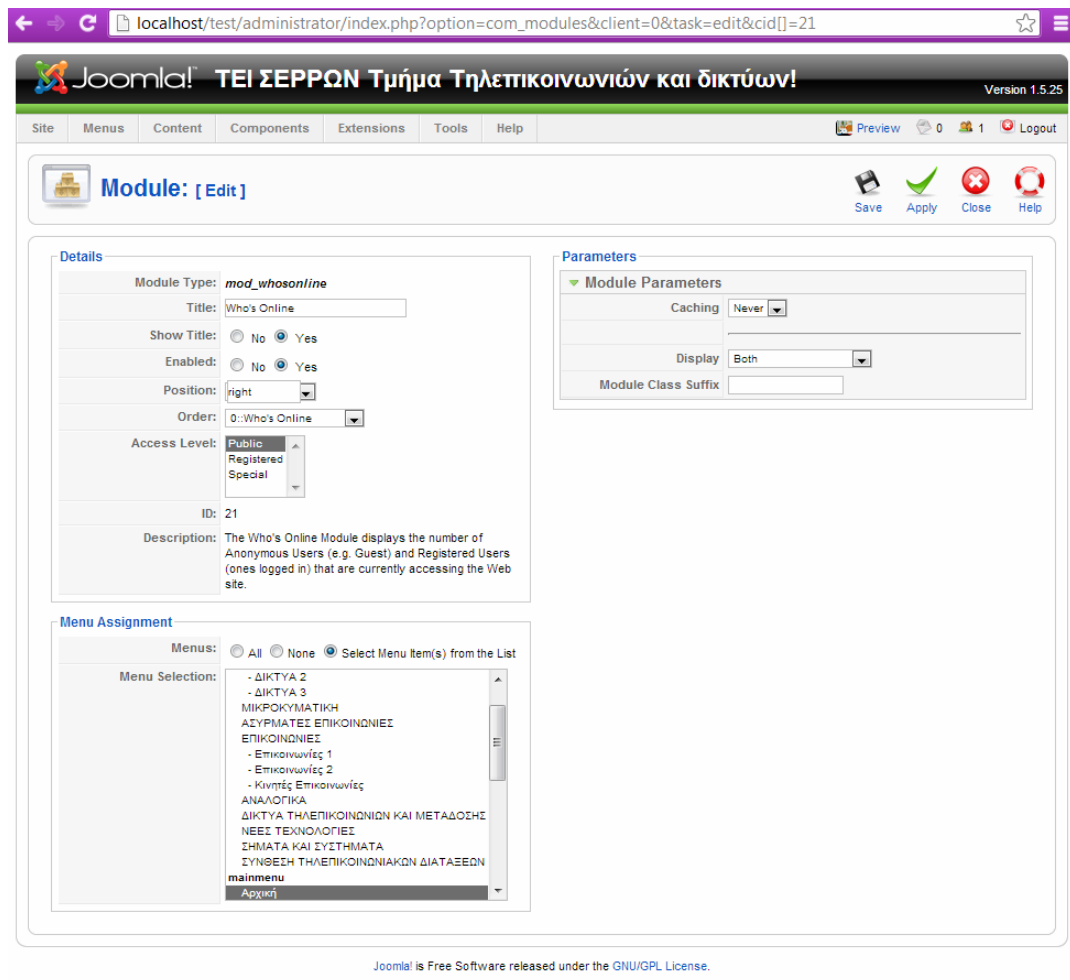 localhost/test/administrator/index.php?option=com_modules&client=0&task=edit&cid[]=21
Joomla!™ ΤΕΙ ΣΕΡΡΩΝ Τμήμα Τηλεπικοινωνιών και δικτύων!
Version 1.5.25
Site Menus Content Components Extensions Tools Help Preview 0 1 Logout
Module: [ Edit ]
Save Apply Close Help
Details
Module Type: mod_whosonline
Title: Who's Online
Show Title: No Yes
Enabled: No Yes
Position: right
Order: 0::Who's Online
Access Level: Public
Registered
Special
ID: 21
Description: The Who's Online Module displays the number of
Anonymous Users (e.g. Guest) and Registered Users
(ones logged in) that are currently accessing the Web
site.
Parameters
Module Parameters
Caching Never
Display Both
Module Class Suffix
Menu Assignment
Menus: All None Select Menu Item(s) from the List
Menu Selection: - ΔΙΚΤΥΑ 2
- ΔΙΚΤΥΑ 3
ΜΙΚΡΟΚΥΜΑΤΙΚΗ
ΑΣΥΡΜΑΤΕΣ ΕΠΙΚΟΙΝΩΝΙΕΣ
ΕΠΙΚΟΙΝΩΝΙΕΣ
- Επικοινωνίες 1
- Επικοινωνίες 2
- Κινητές Επικοινωνίες
ΑΝΑΛΟΓΙΚΑ
ΔΙΚΤΥΑ ΤΗΛΕΠΙΚΟΙΝΩΝΙΩΝ ΚΑΙ ΜΕΤΑΔΟΣΗΣ
ΝΕΕΣ ΤΕΧΝΟΛΟΓΙΕΣ
ΣΗΜΑΤΑ ΚΑΙ ΣΥΣΤΗΜΑΤΑ
ΣΥΝΘΕΣΗ ΤΗΛΕΠΙΚΟΙΝΩΝΙΑΚΩΝ ΔΙΑΤΑΞΕΩΝ
mainmenu
Αρχική
Joomla! is Free Software released under the GNU/GPL License.